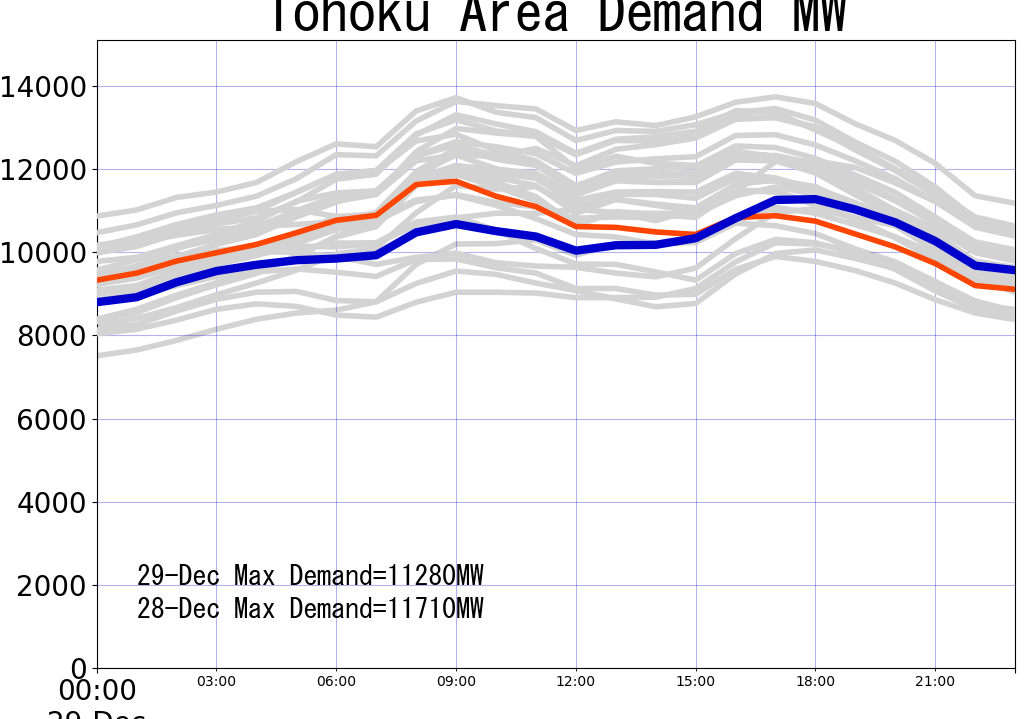 Tohoku Area Demand MW
14000
12000
10000
8000
6000
4000
2000
0
29-Dec Max Demand=11280MW
28-Dec Max Demand=11710MW
00:00 03:00 06:00 09:00 12:00 15:00 18:00 21:00
29-Dec